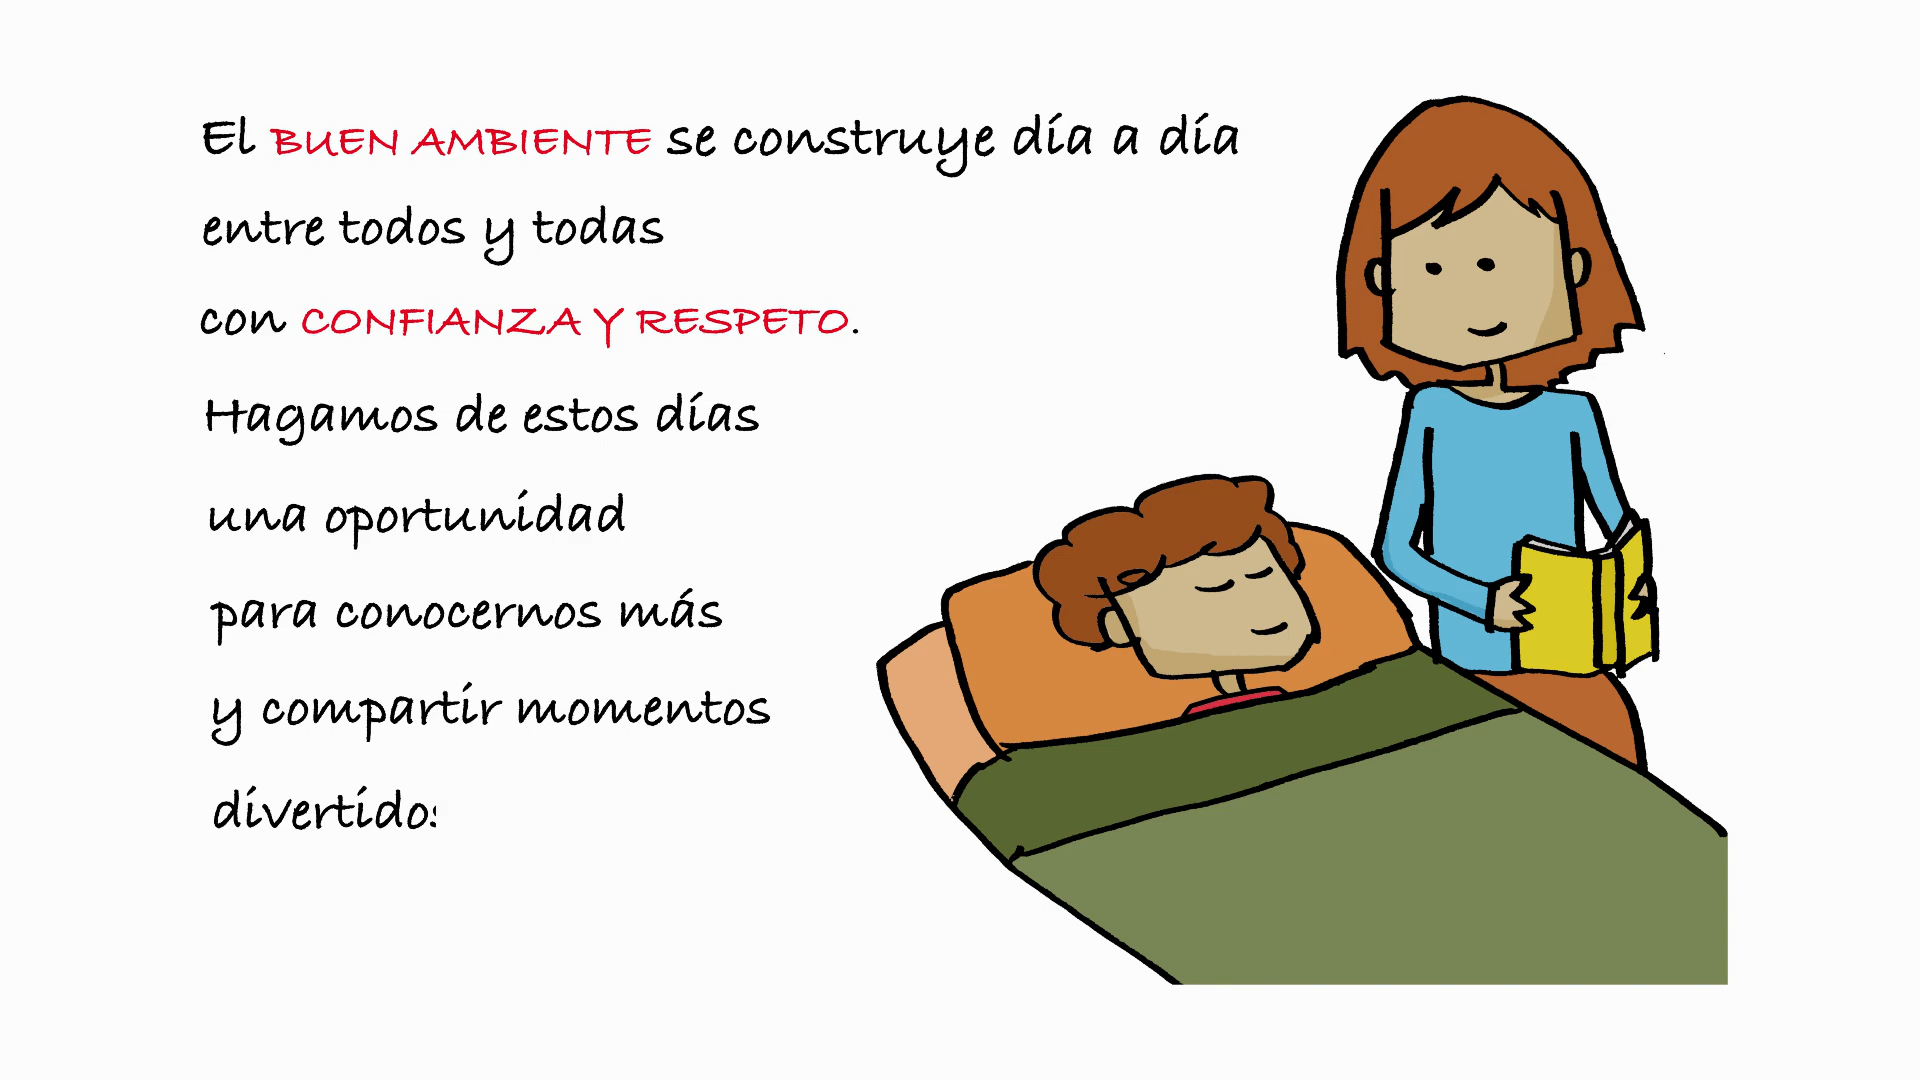 El BUEN AMBIENTE se construye día a día
entre todos y todas
con CONFIANZA Y RESPETO.
Hagamos de estos días
una oportunidad
para conocernos más
y compartir momentos
divertidos